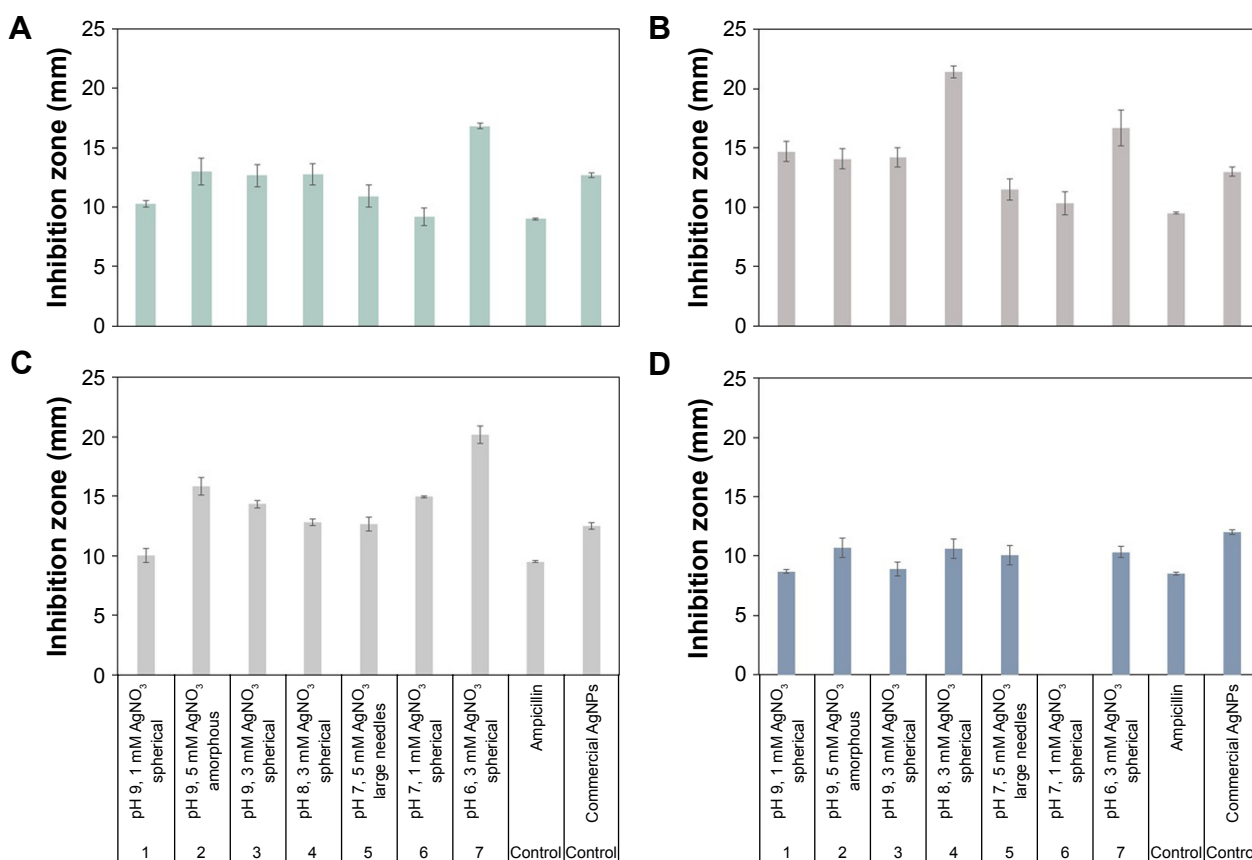 A
Inhibition zone (mm)
25
20
15
10
5
0
B
Inhibition zone (mm)
25
20
15
10
5
0
C
Inhibition zone (mm)
25
20
15
10
5
0
pH 9, 1 mM AgNO₃
spherical
pH 9, 5 mM AgNO₃
amorphous
pH 9, 3 mM AgNO₃
spherical
pH 8, 3 mM AgNO₃
spherical
pH 7, 5 mM AgNO₃
large needles
pH 7, 1 mM AgNO₃
spherical
pH 6, 3 mM AgNO₃
spherical
Ampicillin
Commercial AgNPs
1 2 3 4 5 6 7 Control Control
D
Inhibition zone (mm)
25
20
15
10
5
0
pH 9, 1 mM AgNO₃
spherical
pH 9, 5 mM AgNO₃
amorphous
pH 9, 3 mM AgNO₃
spherical
pH 8, 3 mM AgNO₃
spherical
pH 7, 5 mM AgNO₃
large needles
pH 7, 1 mM AgNO₃
spherical
pH 6, 3 mM AgNO₃
spherical
Ampicillin
Commercial AgNPs
1 2 3 4 5 6 7 Control Control